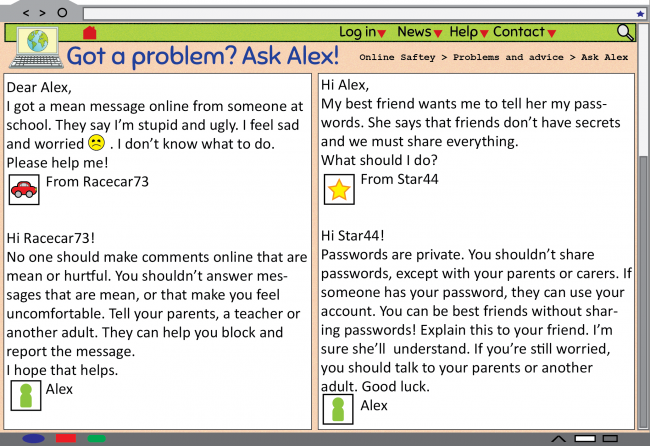 Log in News Help Contact
Got a problem? Ask Alex!
Online Saftey > Problems and advice > Ask Alex
Dear Alex,
I got a mean message online from someone at
school. They say I'm stupid and ugly. I feel sad
and worried . I don't know what to do.
Please help me!
From Racecar73
Hi Racecar73!
No one should make comments online that are
mean or hurtful. You shouldn't answer mes-
sages that are mean, or that make you feel
uncomfortable. Tell your parents, a teacher or
another adult. They can help you block and
report the message.
I hope that helps.
Alex
Hi Alex,
My best friend wants me to tell her my pass-
words. She says that friends don't have secrets
and we must share everything.
What should I do?
From Star44
Hi Star44!
Passwords are private. You shouldn't share
passwords, except with your parents or carers. If
someone has your password, they can use your
account. You can be best friends without shar-
ing passwords! Explain this to your friend. I'm
sure she'll understand. If you're still worried,
you should talk to your parents or another
adult. Good luck.
Alex